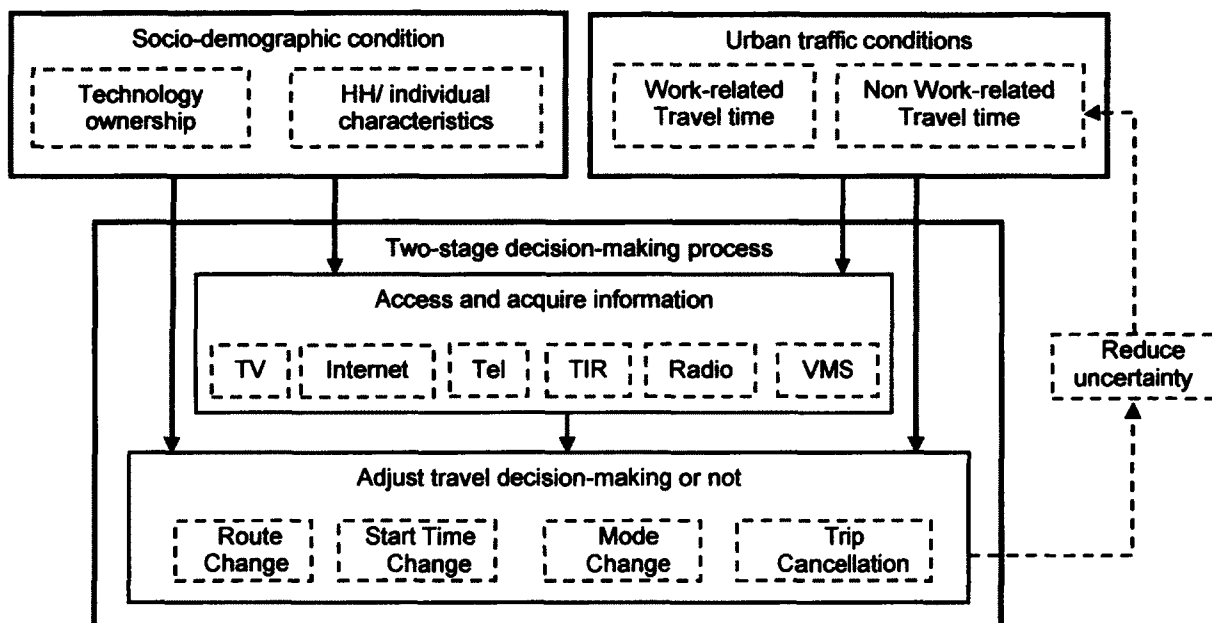 Socio-demographic condition
Technology
ownership
HH/ individual
characteristics
Urban traffic conditions
Work-related
Travel time
Non Work-related
Travel time
Two-stage decision-making process
Access and acquire information
TV
Internet
Tel
TIR
Radio
VMS
Reduce
uncertainty
Adjust travel decision-making or not
Route
Change
Start Time
Change
Mode
Change
Trip
Cancellation